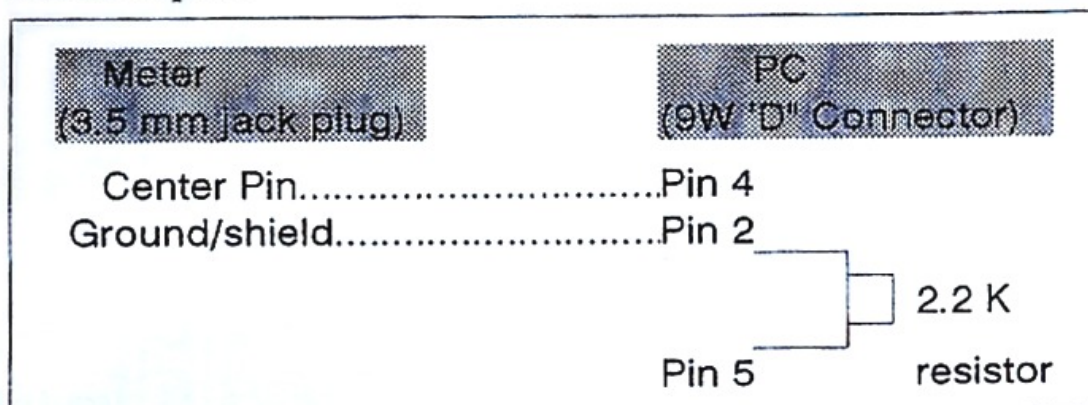 Meter PC
(3.5 mm jack plug) (9W 'D" Connector)
Center Pin....................................Pin 4
Ground/shield.................................Pin 2
2.2 K
Pin 5 resistor